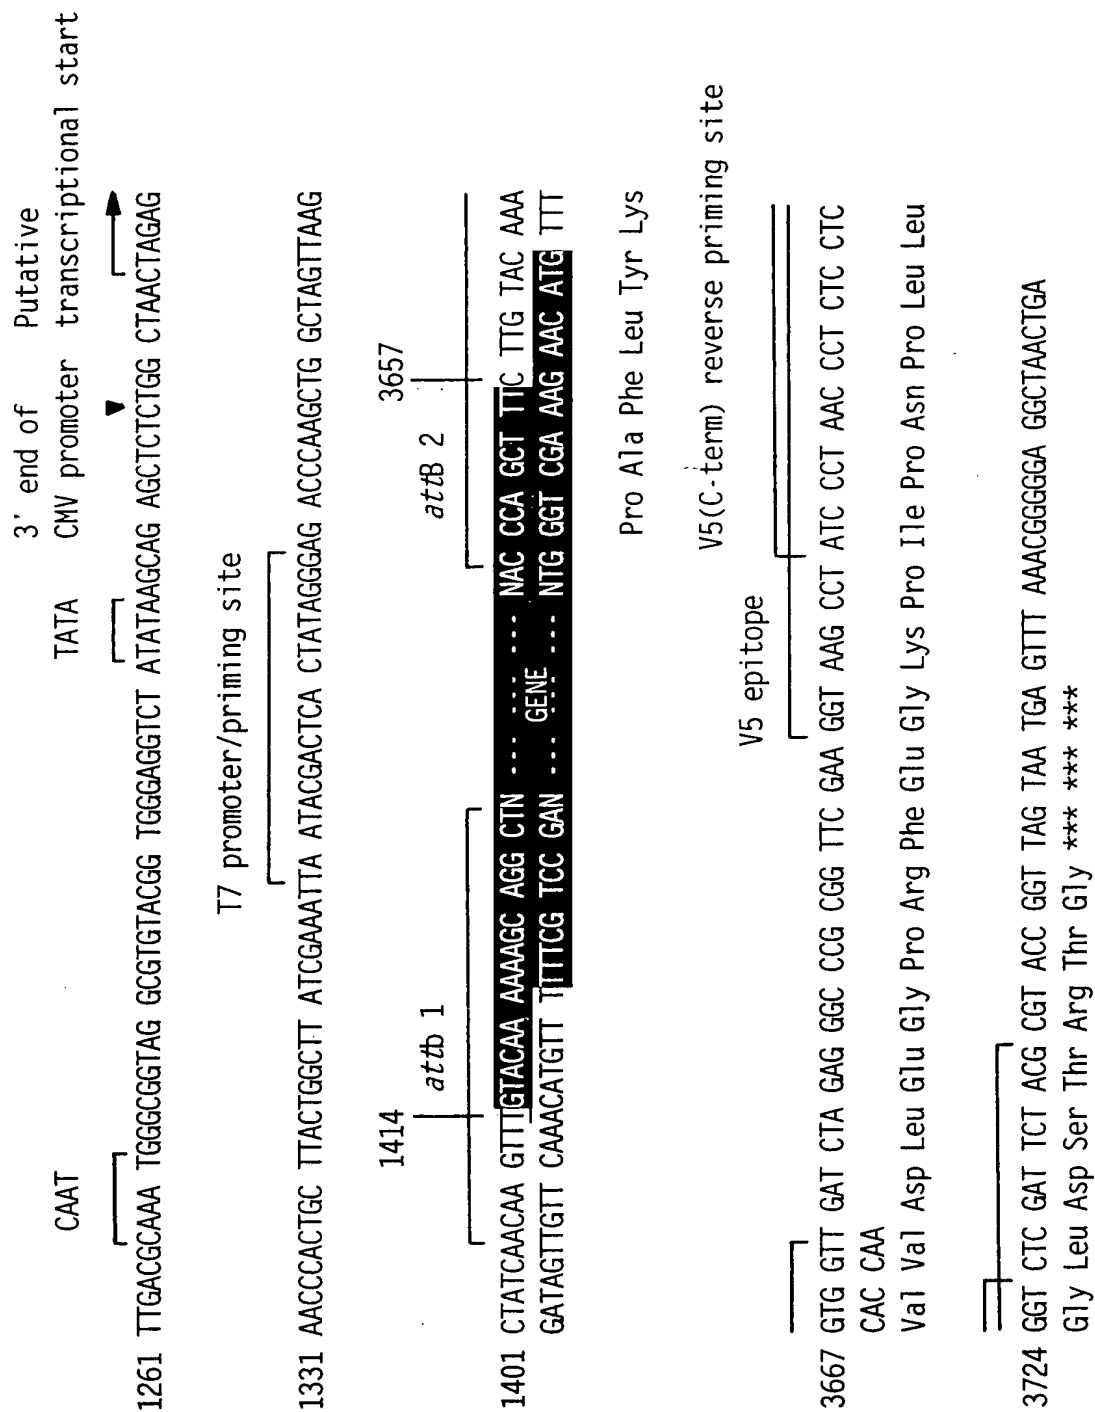 3' end of Putative
CAAT TATA CMV promoter transcriptional start
1261 TTGACGCAAA TGGGCGGTAG GCGTGTACGG TGGGAGGTCT ATATAAGCAG AGCTCTCTGG CTAACTAGAG
T7 promoter/priming site
1331 AACCCACTGC TTACTGGCTT ATCGAAATTA ATACGACTCA CTATAGGGAG ACCCAAGCTG GCTAGTTAAG
1414 3657
attb 1 attB 2
1401 CTATCAACAA GTTTGTACAA AAAAGC AGG CTN ... ... ... NAC CCA GCT TTC TTG TAC AAA
GENE
GATAGTTGTT CAAACATGTT TTTTCG TCC GAN ... ... ... NTG GGT CGA AAG AAC ATG TTT
Pro Ala Phe Leu Tyr Lys
V5(C-term) reverse priming site
V5 epitope
3667 GTG GTT GAT CTA GAG GGC CCG CGG TTC GAA GGT AAG CCT ATC CCT AAC CCT CTC CTC
CAC CAA
Val Val Asp Leu Glu Gly Pro Arg Phe Glu Gly Lys Pro Ile Pro Asn Pro Leu Leu
3724 GGT CTC GAT TCT ACG CGT ACC GGT TAG TAA TGA GTTT AAACGGGGGA GGCTAACTGA
Gly Leu Asp Ser Thr Arg Thr Gly *** *** ***